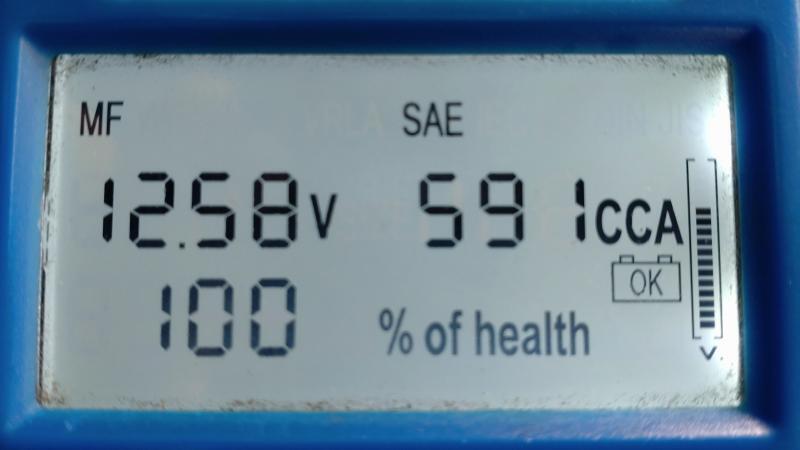 MF SAE
12.58V 591CCA
OK
100 % of health